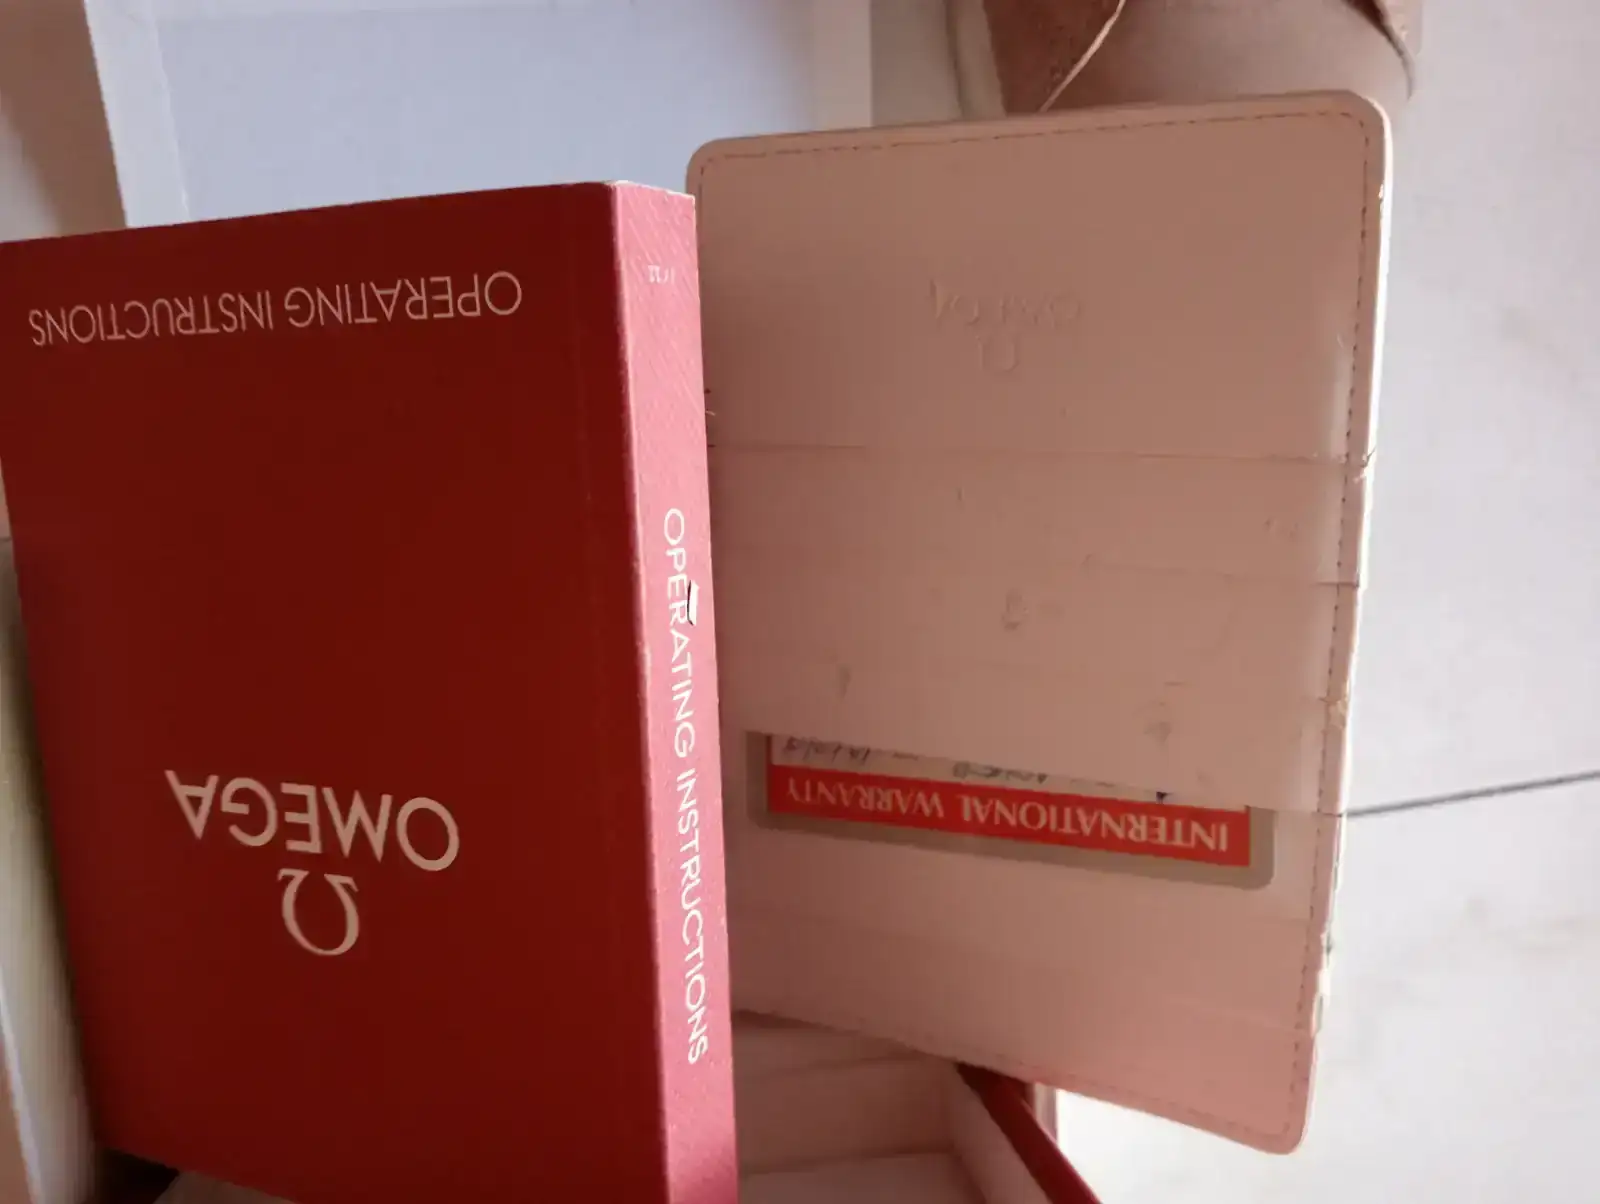 OPERATING INSTRUCTIONS
Ω
OMEGA
OPERATING INSTRUCTIONS
Ω
OMEGA
INTERNATIONAL WARRANTY